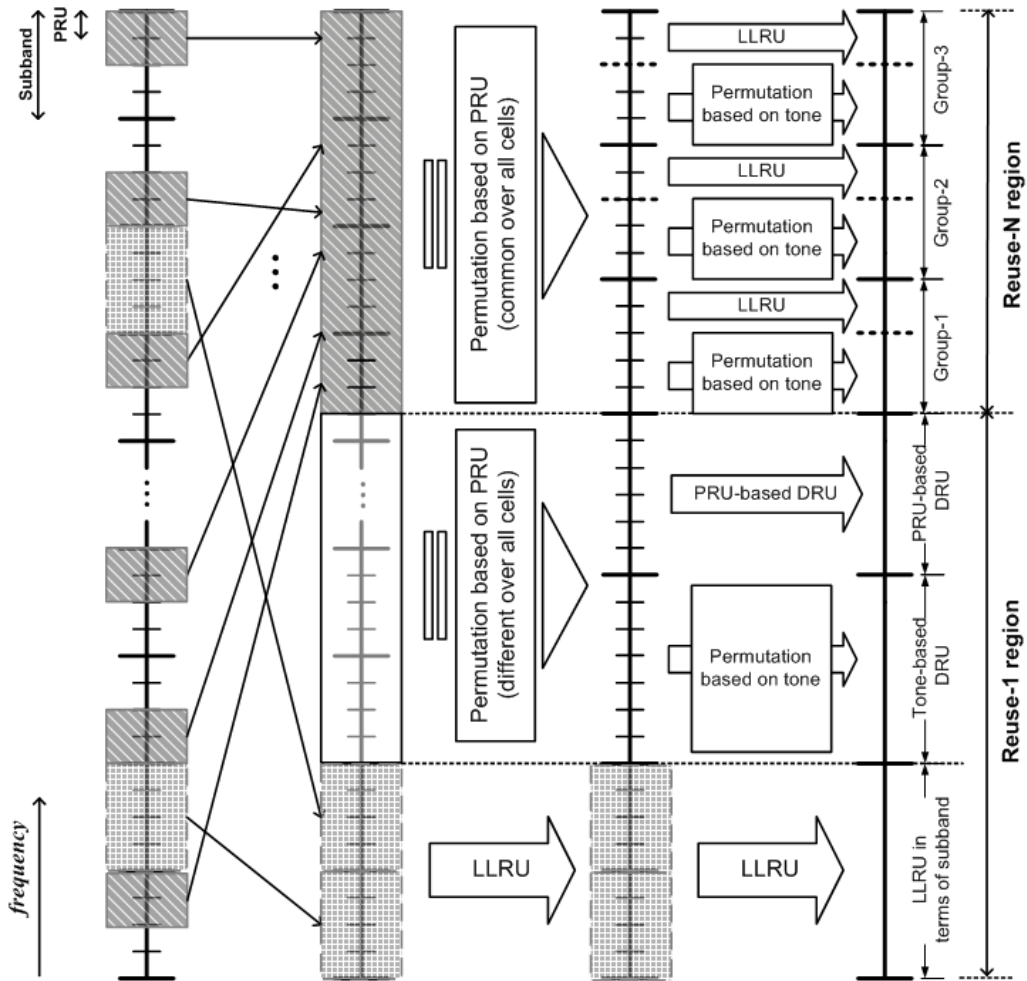 Subband
PRU
frequency
Permutation based on PRU
(common over all cells)
Permutation based on PRU
(different over all cells)
LLRU
LLRU
Permutation
based on tone
LLRU
Permutation
based on tone
LLRU
Permutation
based on tone
PRU-based DRU
Permutation
based on tone
LLRU
Group-3
Group-2
Group-1
PRU-based
DRU
Tone-based
DRU
LLRU in
terms of subband
Reuse-N region
Reuse-1 region